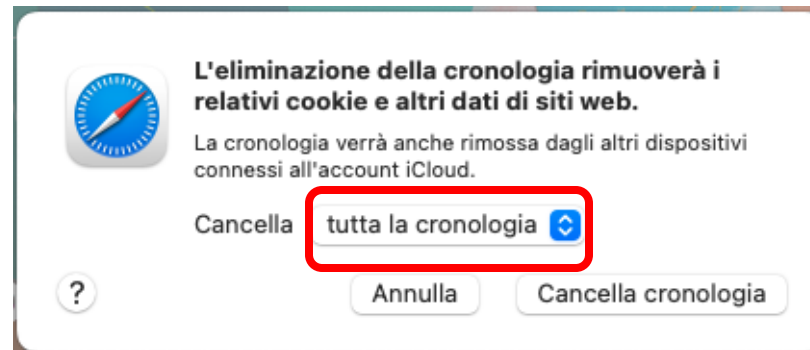 L'eliminazione della cronologia rimuoverà i
relativi cookie e altri dati di siti web.
La cronologia verrà anche rimossa dagli altri dispositivi
connessi all'account iCloud.
Cancella tutta la cronologia
? Annulla Cancella cronologia